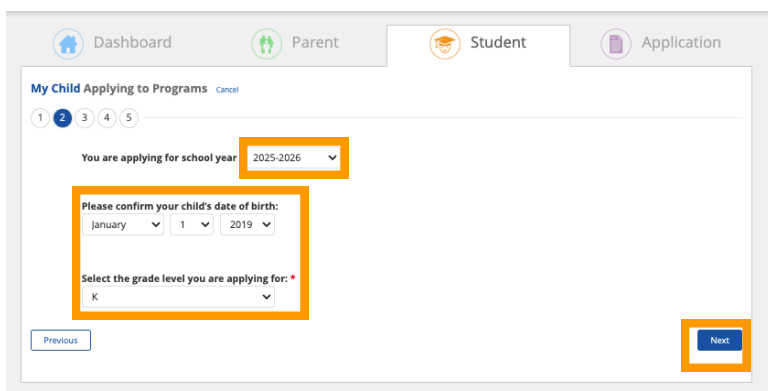 Dashboard Parent Student Application
My Child Applying to Programs Cancel
1 2 3 4 5
You are applying for school year 2025-2026
Please confirm your child's date of birth:
January 1 2019
Select the grade level you are applying for: *
K
Previous Next